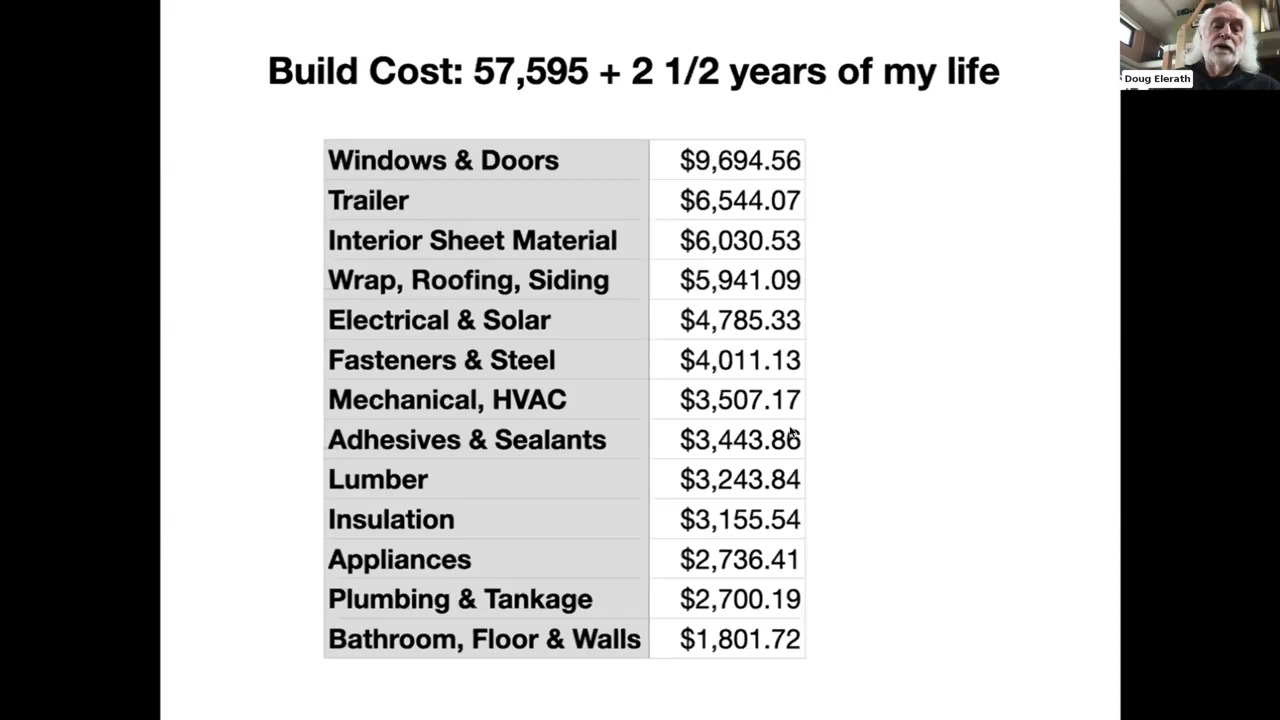 Build Cost: 57,595 + 2 1/2 years of my life
Doug Elerath
Windows & Doors $9,694.56
Trailer $6,544.07
Interior Sheet Material $6,030.53
Wrap, Roofing, Siding $5,941.09
Electrical & Solar $4,785.33
Fasteners & Steel $4,011.13
Mechanical, HVAC $3,507.17
Adhesives & Sealants $3,443.86
Lumber $3,243.84
Insulation $3,155.54
Appliances $2,736.41
Plumbing & Tankage $2,700.19
Bathroom, Floor & Walls $1,801.72